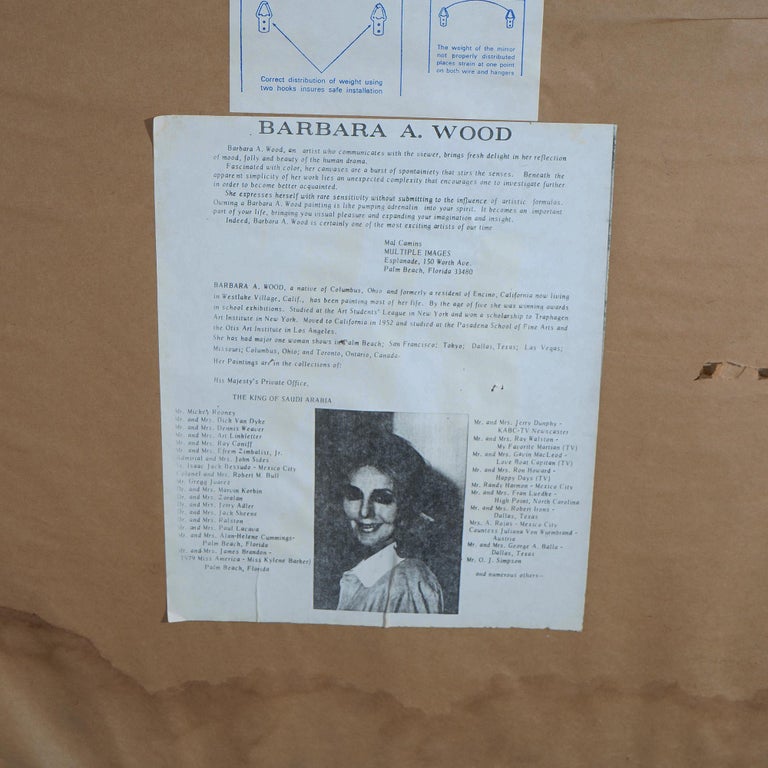 Correct distribution of weight using
two hooks insures safe installation
The weight of the mirror
not properly distributed
places strain at one point
on both wire and hangers
BARBARA A. WOOD
Barbara A. Wood, an artist who communicates with the viewer, brings fresh delight in her reflection
of mood, folly and beauty of the human drama.
Fascinated with color, her canvases are a burst of spontainiety that stirs the senses. Beneath the
apparent simplicity of her work lies an unexpected complexity that encourages one to investigate further
in order to become better acquainted.
She expresses herself with rare sensitivity without submitting to the influence of artistic formulas.
Owning a Barbara A. Wood painting is like pumping adrenalin into your spirit. It becomes an important
part of your life, bringing you visual pleasure and expanding your imagination and insight.
Indeed, Barbara A. Wood is certainly one of the most exciting artists of our time
Mal Camins
MULTIPLE IMAGES
Esplanade, 150 Worth Ave.
Palm Beach, Florida 33480
BARBARA A. WOOD, a native of Columbus, Ohio and formerly a resident of Encino, California now living
in Westlake Village, Calif., has been painting most of her life. By the age of five she was winning awards
in school exhibitions. Studied at the Art Students' League in New York and won a scholarship to Traphagen
Art Institute in New York. Moved to California in 1952 and studied at the Pasadena School of Fine Arts and
the Otis Art Institute in Los Angeles.
She has had major one woman shows in Palm Beach; San Francisco; Tokyo; Dallas, Texas; Las Vegas;
Missouri; Columbus, Ohio; and Toronto, Ontario, Canada.
Her Paintings are in the collections of:
His Majesty's Private Office,
THE KING OF SAUDI ARABIA
Mr. Mickey Rooney
Mr. and Mrs. Dick Van Dyke
Mr. and Mrs. Dennis Weaver
Mr. and Mrs. Art Linkletter
Mr. and Mrs. Ray Coniff
Mr. and Mrs. Efrem Zimbalist, Jr.
Admiral and Mrs. John Sides
Dr. Isaac Jack Bessudo - Mexico City
Colonel and Mrs. Robert M. Bull
Mr. Gregg Juarez
Dr. and Mrs. Marvin Korbin
Dr. and Mrs. Zoralan
Dr. and Mrs. Jerry Adler
Dr. and Mrs. Jack Sheens
Dr. and Mrs. Ralston
Mr. and Mrs. Paul Lavaca
Mr. and Mrs. Alan-Helene Cummings-
Palm Beach, Florida
Mr. and Mrs. James Brandon -
1979 Miss America - Miss Kylene Barker)
Palm Beach, Florida
Mr. and Mrs. Jerry Dunphy -
KABC-TV Newscaster
Mr. and Mrs. Ray Walston -
My Favorite Martian (TV)
Mr. and Mrs. Gavin MacLeod -
Love Boat Capitan (TV)
Mr. and Mrs. Ron Howard -
Happy Days (TV)
Mr. Rands Harmon - Mexico City
Mr. and Mrs. Fran Luedke -
High Point, North Carolina
Mr. and Mrs. Robert Irons -
Dallas, Texas
Mrs. A. Rojas - Mexico City
Countess Juliana Von Wurmbrand -
Austria
Mr. and Mrs. George A. Balla -
Dallas, Texas
Mr. O. J. Simpson
and numerous others--